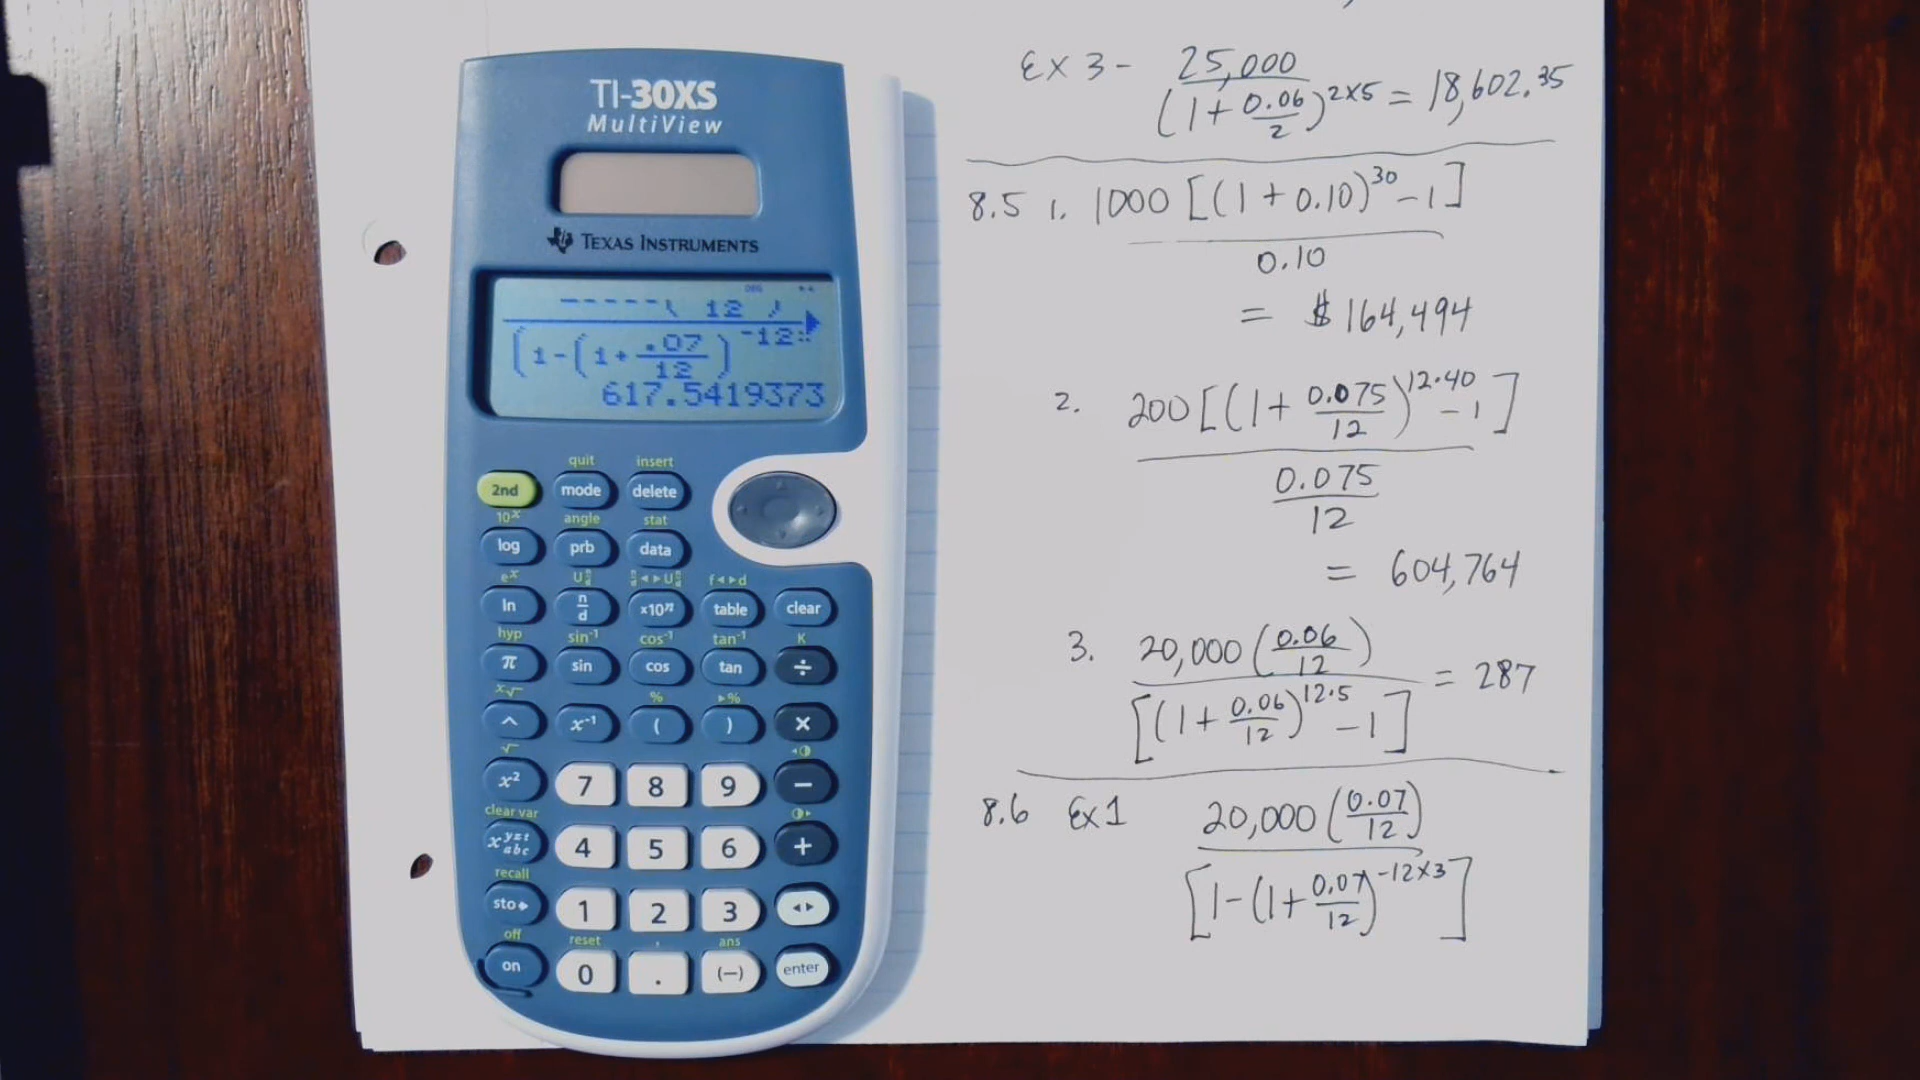 TI-30XS
MultiView
TEXAS INSTRUMENTS
DEG
( 12 )
(1-(1+.07/12)^-12
617.5419373
quit insert
2nd mode delete
10ˣ angle stat
log prb data
eˣ U n/d n/d◄►U n/d f◄►d
ln n/d ×10ⁿ table clear
hyp sin⁻¹ cos⁻¹ tan⁻¹ K
π sin cos tan ÷
ˣ√ % ►%
^ x⁻¹ ( ) ×
√
x² 7 8 9 −
clear var
x yzt abc 4 5 6 +
recall
sto► 1 2 3 ◄►
off reset , ans
on 0 . (−) enter
Ex 3 - 25,000 / (1 + 0.06/2)^2×5 = 18,602.35
8.5 1. 1000 [(1 + 0.10)^30 - 1]
0.10
= $ 164,494
2. 200 [(1 + 0.075/12)^12·40 - 1]
0.075
12
= 604,764
3. 20,000 (0.06/12)
[(1 + 0.06/12)^12·5 - 1] = 287
8.6 Ex 1 20,000 (0.07/12)
[1 - (1 + 0.07/12)^-12×3]